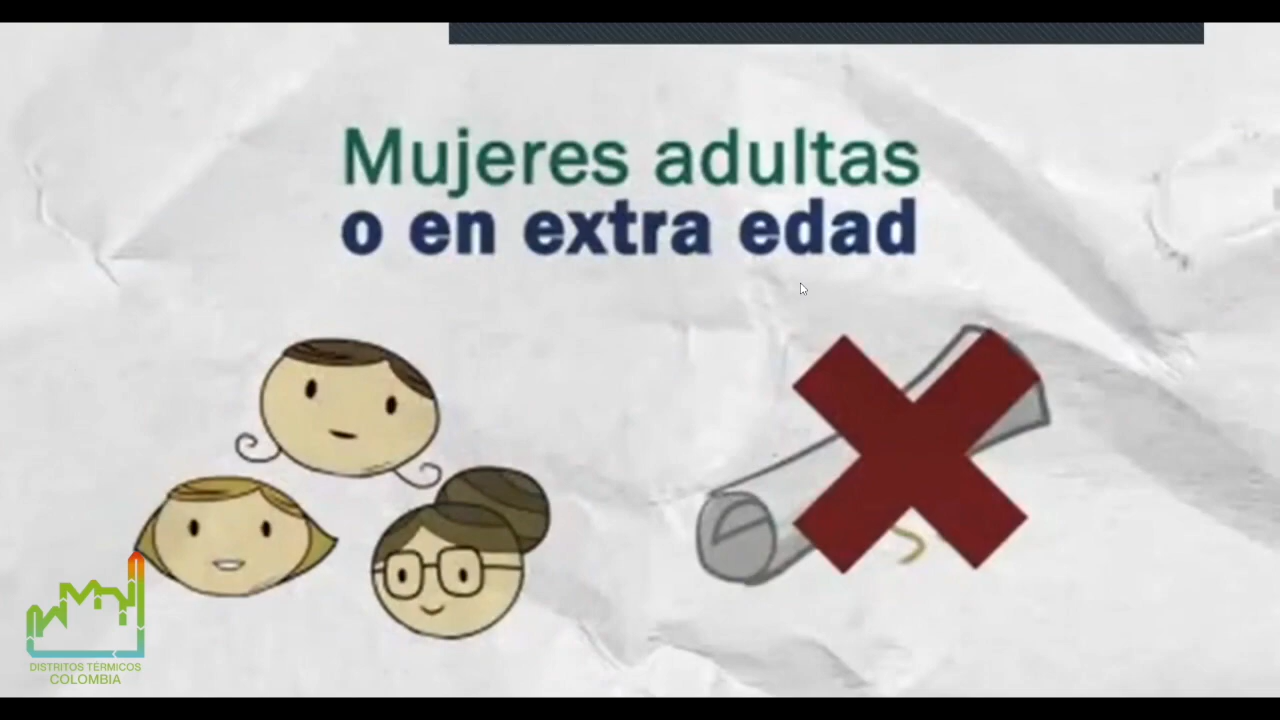 Mujeres adultas
o en extra edad
DISTRITOS TÉRMICOS
COLOMBIA